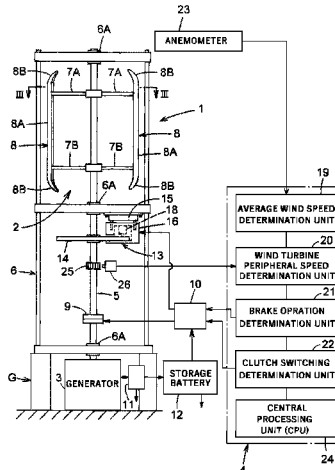 23
ANEMOMETER
6A
8B
7A
7A
8B
III
III
8A
1
8
8
7B
7B
8A
8B
6A
8B
2
15
18
16
14
13
25
26
6
5
10
9
6A
G
3
GENERATOR
11
STORAGE
BATTERY
12
19
AVERAGE WIND SPEED
DETERMINATION UNIT
20
WIND TURBINE
PERIPHERAL SPEED
DETERMINATION UNIT
21
BRAKE OPRATION
DETERMINATION UNIT
22
CLUTCH SWITCHING
DETERMINATION UNIT
CENTRAL
PROCESSING
UNIT (CPU)
24
4